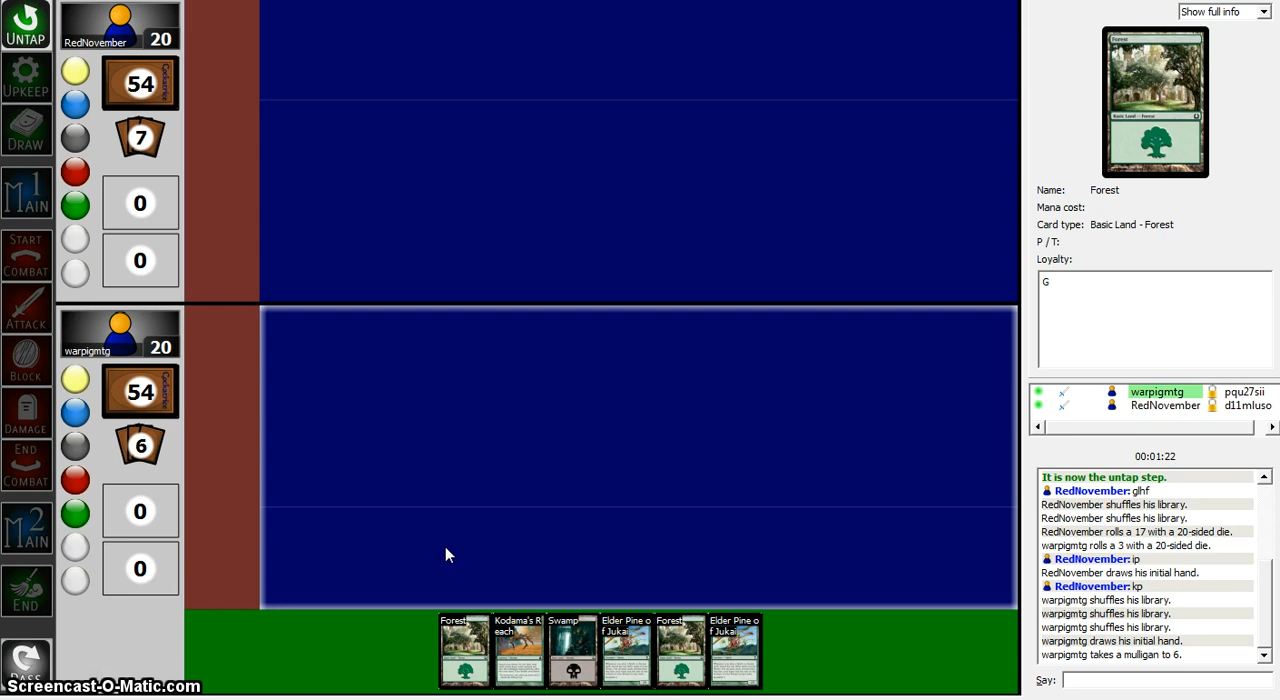 UNTAP
UPKEEP
DRAW
M1
MAIN
START
COMBAT
ATTACK
BLOCK
DAMAGE
END
COMBAT
M2
MAIN
END
PASS
RedNovember 20
54
Cockatrice
7
0
0
warpigmtg 20
54
Cockatrice
6
0
0
Forest
Kodama's R
each
Swamp
Elder Pine o
f Jukai
Forest
Elder Pine o
f Jukai
Show full info
Forest
Basic Land — Forest
Name: Forest
Mana cost:
Card type: Basic Land - Forest
P / T:
Loyalty:
G
warpigmtg pqu27sii
RedNovember d11mluso
00:01:22
It is now the untap step.
RedNovember: glhf
RedNovember shuffles his library.
RedNovember shuffles his library.
RedNovember rolls a 17 with a 20-sided die.
warpigmtg rolls a 3 with a 20-sided die.
RedNovember: ip
RedNovember draws his initial hand.
RedNovember: kp
warpigmtg shuffles his library.
warpigmtg shuffles his library.
warpigmtg shuffles his library.
warpigmtg draws his initial hand.
warpigmtg takes a mulligan to 6.
Say:
Screencast-O-Matic.com